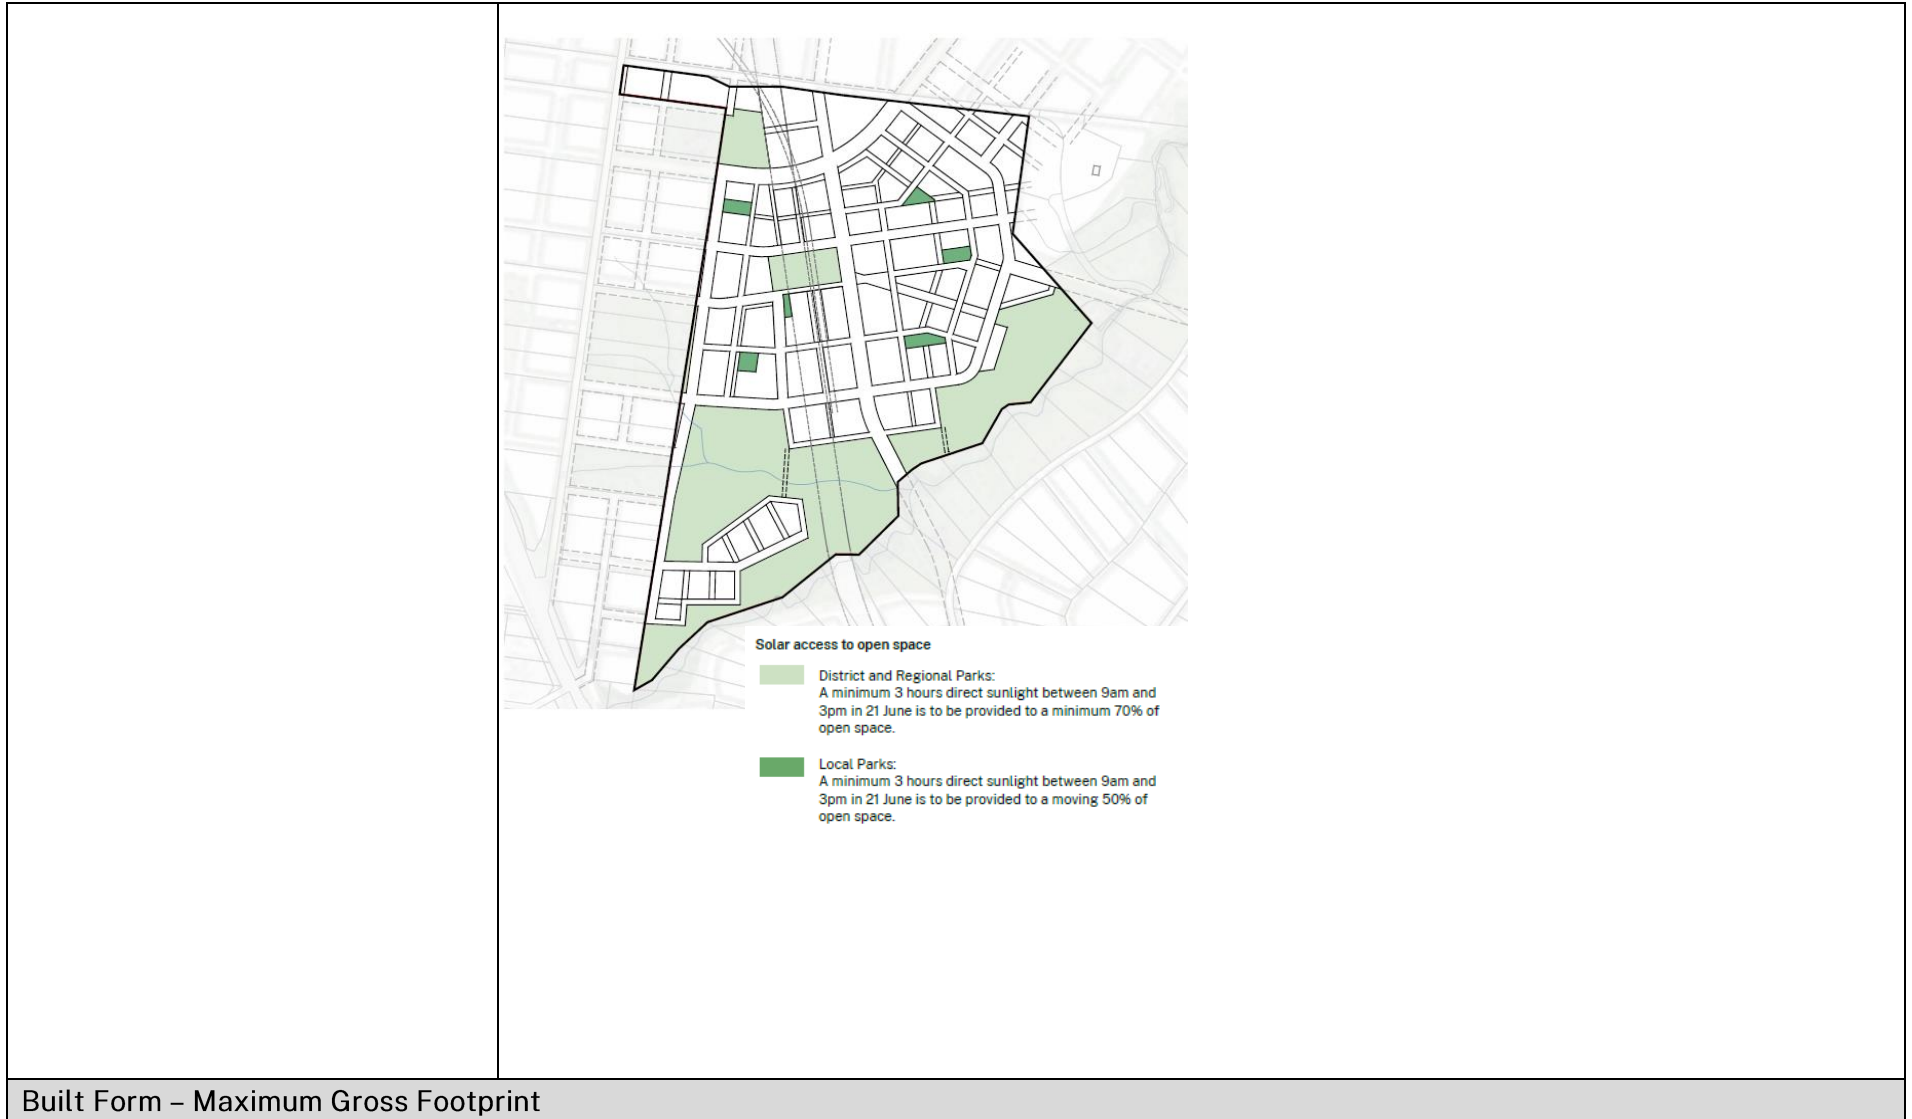 Solar access to open space
District and Regional Parks:
A minimum 3 hours direct sunlight between 9am and
3pm in 21 June is to be provided to a minimum 70% of
open space.
Local Parks:
A minimum 3 hours direct sunlight between 9am and
3pm in 21 June is to be provided to a moving 50% of
open space.
Built Form – Maximum Gross Footprint